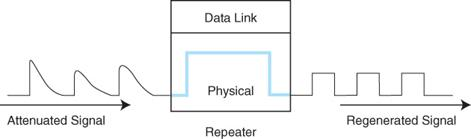 Data Link
Physical
Attenuated Signal
Regenerated Signal
Repeater